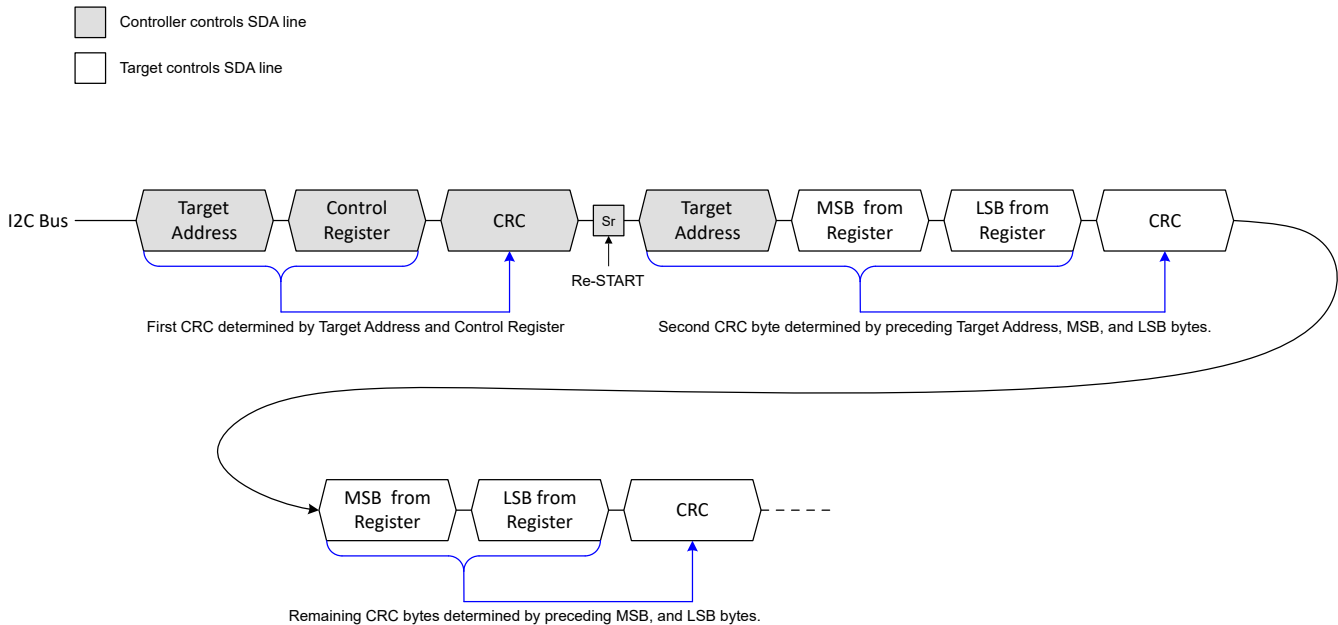 Controller controls SDA line
Target controls SDA line
I2C Bus
Target
Address
Control
Register
CRC
Sr
Target
Address
MSB from
Register
LSB from
Register
CRC
Re-START
First CRC determined by Target Address and Control Register
Second CRC byte determined by preceding Target Address, MSB, and LSB bytes.
MSB from
Register
LSB from
Register
CRC
Remaining CRC bytes determined by preceding MSB, and LSB bytes.